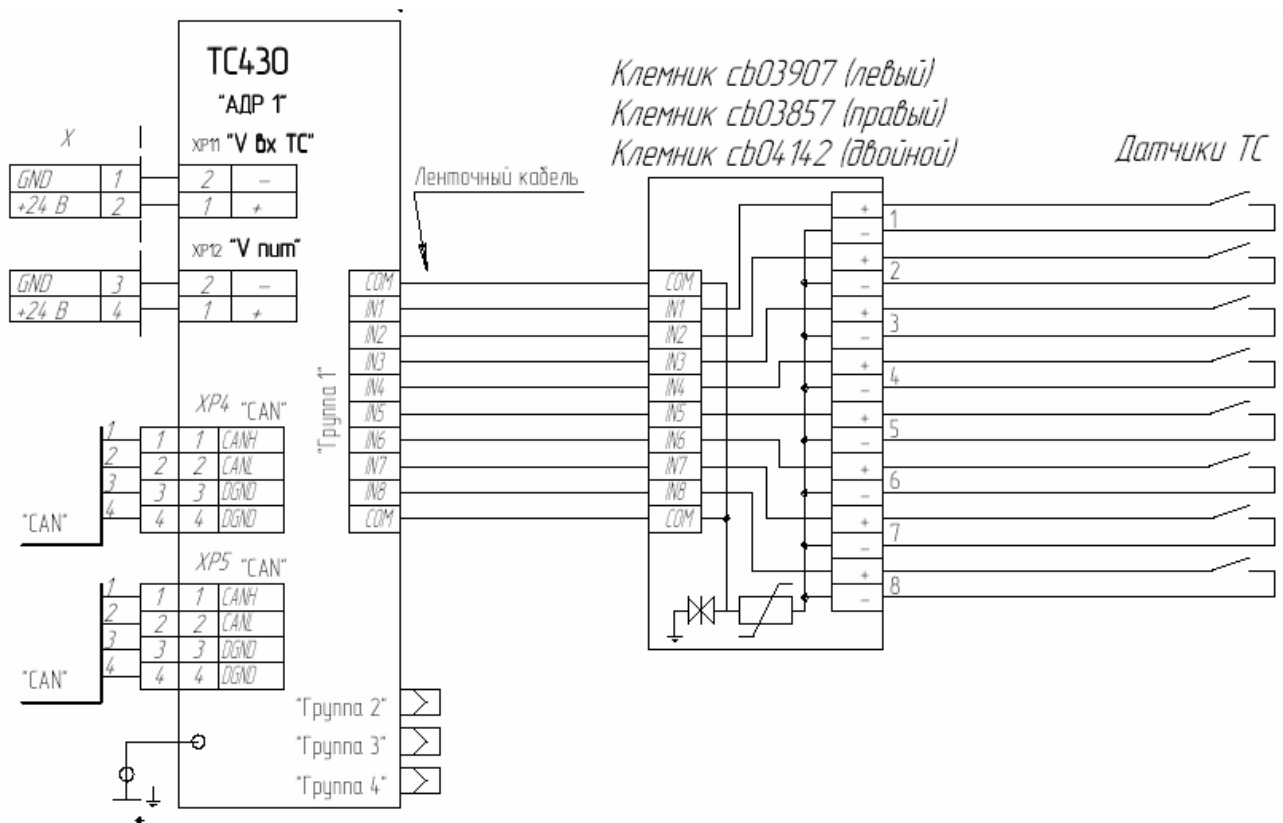 ТС430
"АДР 1"
X
XP11 "V вх ТС"
GND 1 2 –
+24 В 2 1 +
XP12 "V пит"
GND 3 2 –
+24 В 4 1 +
XP4 "CAN"
1 1 1 CANH
2 2 2 CANL
3 3 3 DGND
4 4 4 DGND
"CAN"
XP5 "CAN"
1 1 1 CANH
2 2 2 CANL
3 3 3 DGND
4 4 4 DGND
"CAN"
"Группа 1"
COM
IN1
IN2
IN3
IN4
IN5
IN6
IN7
IN8
COM
"Группа 2"
"Группа 3"
"Группа 4"
Ленточный кабель
Клемник cb03907 (левый)
Клемник cb03857 (правый)
Клемник cb04142 (двойной)
COM
IN1
IN2
IN3
IN4
IN5
IN6
IN7
IN8
COM
+
1
–
+
2
–
+
3
–
+
4
–
+
5
–
+
6
–
+
7
–
+
8
–
Датчики ТС